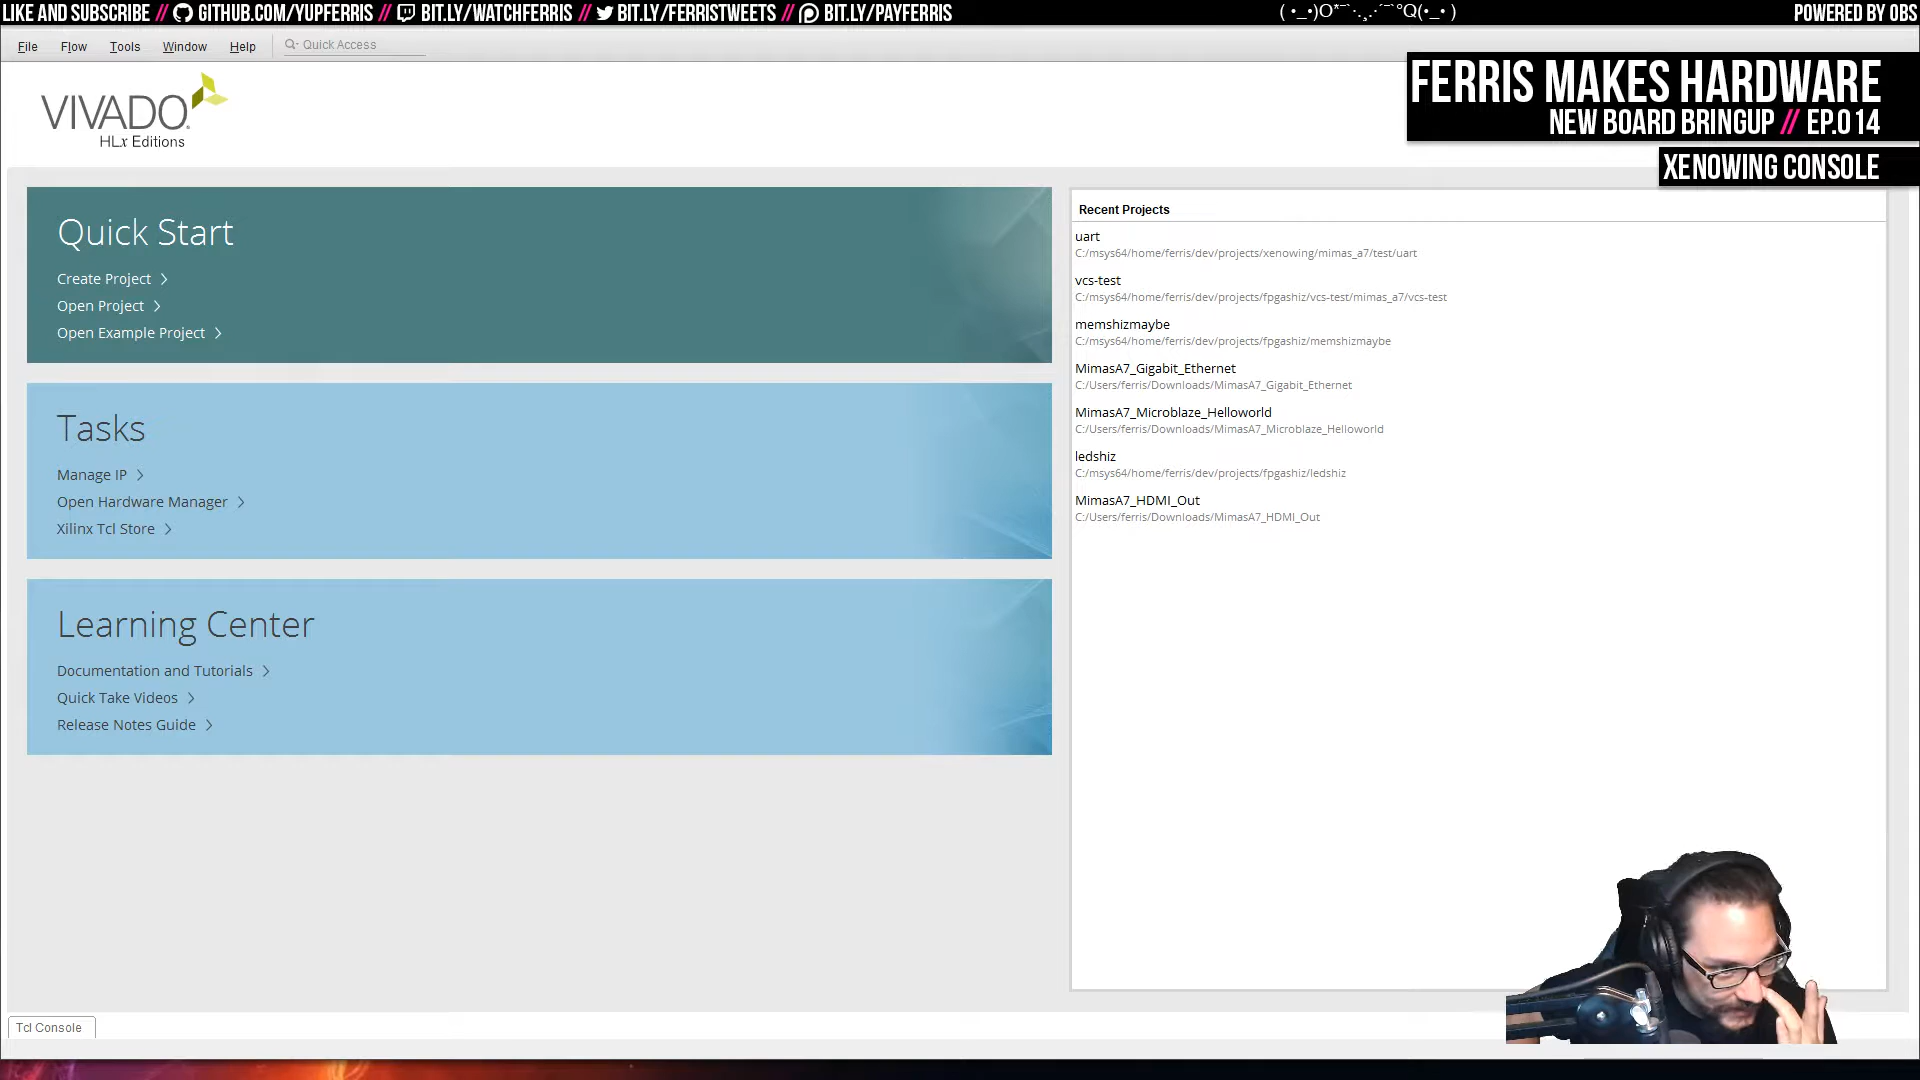 LIKE AND SUBSCRIBE // GITHUB.COM/YUPFERRIS // BIT.LY/WATCHFERRIS // BIT.LY/FERRISTWEETS // BIT.LY/PAYFERRIS
POWERED BY OBS
File Flow Tools Window Help Quick Access
FERRIS MAKES HARDWARE
NEW BOARD BRINGUP // EP.014
XENOWING CONSOLE
VIVADO
HLx Editions
Quick Start
Create Project
Open Project
Open Example Project
Tasks
Manage IP
Open Hardware Manager
Xilinx Tcl Store
Learning Center
Documentation and Tutorials
Quick Take Videos
Release Notes Guide
Recent Projects
uart
C:/msys64/home/ferris/dev/projects/xenowing/mimas_a7/test/uart
vcs-test
C:/msys64/home/ferris/dev/projects/fpgashiz/vcs-test/mimas_a7/vcs-test
memshizmaybe
C:/msys64/home/ferris/dev/projects/fpgashiz/memshizmaybe
MimasA7_Gigabit_Ethernet
C:/Users/ferris/Downloads/MimasA7_Gigabit_Ethernet
MimasA7_Microblaze_Helloworld
C:/Users/ferris/Downloads/MimasA7_Microblaze_Helloworld
ledshiz
C:/msys64/home/ferris/dev/projects/fpgashiz/ledshiz
MimasA7_HDMI_Out
C:/Users/ferris/Downloads/MimasA7_HDMI_Out
Tcl Console